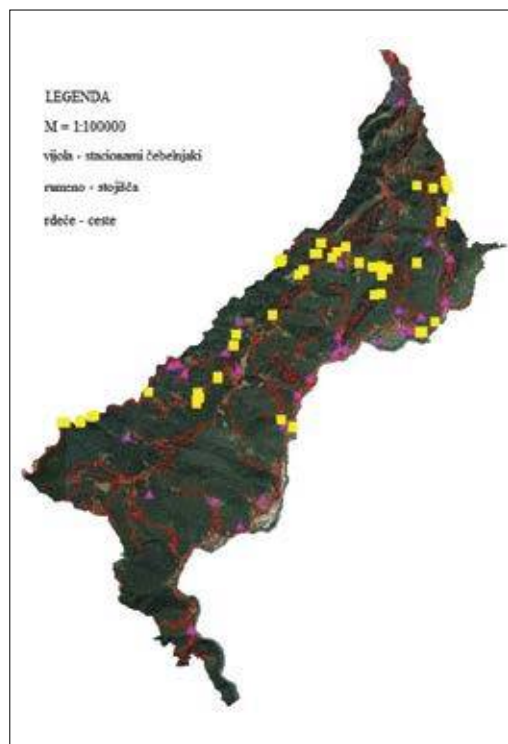 LEGENDA
M = 1:100000
vijola - stacionarni čebelnjaki
rumeno - stojišča
rdeče - ceste